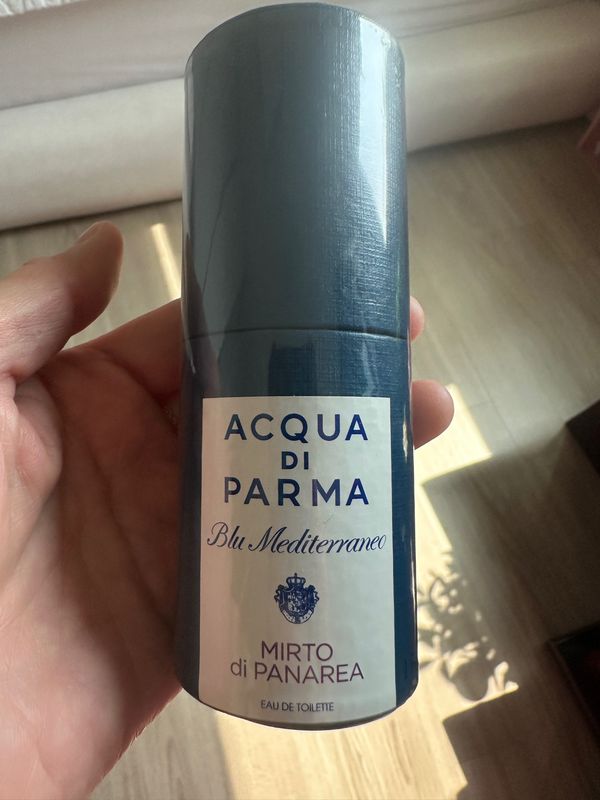 ACQUA
DI
PARMA
Blu Mediterraneo
MIRTO
di PANAREA
EAU DE TOILETTE